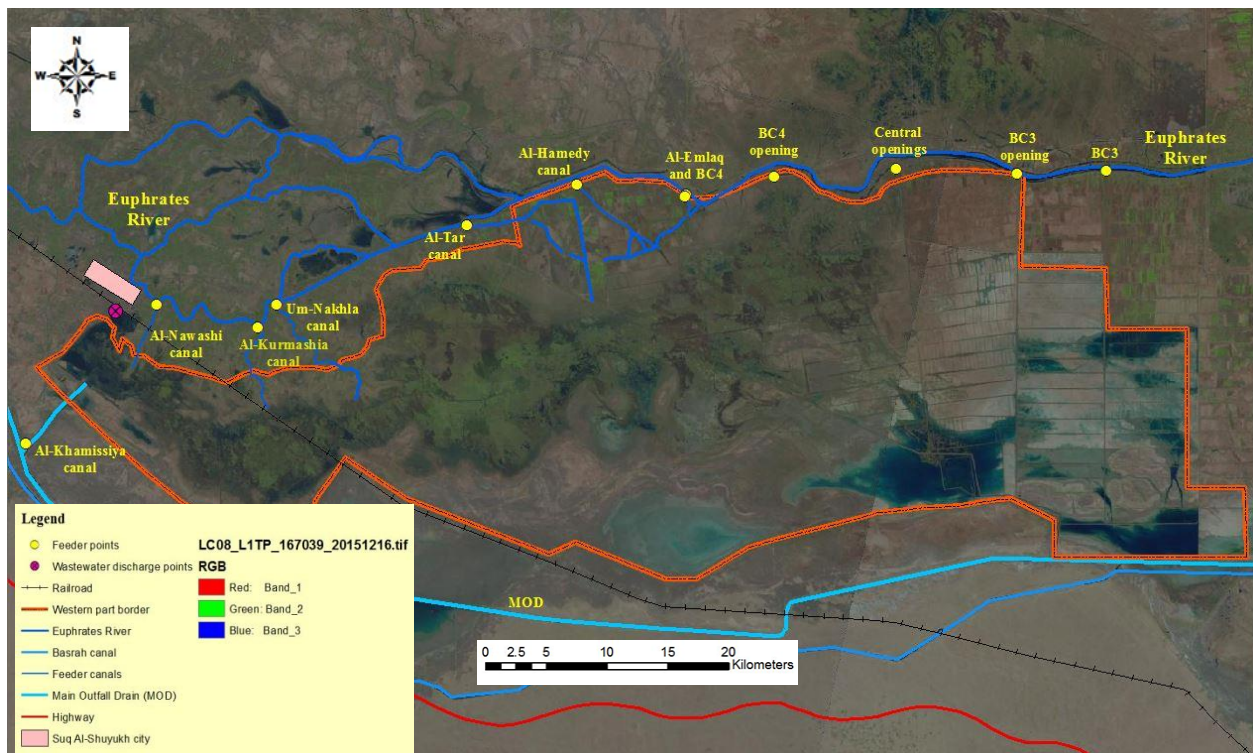 N
W E
S
Al-Hamedy
canal
Al-Emlaq
and BC4
BC4
opening
Central
openings
BC3
opening
BC3
Euphrates
River
Euphrates
River
Al-Tar
canal
Um-Nakhla
canal
Al-Nawashi
canal
Al-Kurmashia
canal
Al-Khamissiya
canal
MOD
0 2.5 5 10 15 20
Kilometers
Legend
Feeder points
Wastewater discharge points
Railroad
Western part border
Euphrates River
Basrah canal
Feeder canals
Main Outfall Drain (MOD)
Highway
Suq Al-Shuyukh city
LC08_L1TP_167039_20151216.tif
RGB
Red: Band_1
Green: Band_2
Blue: Band_3